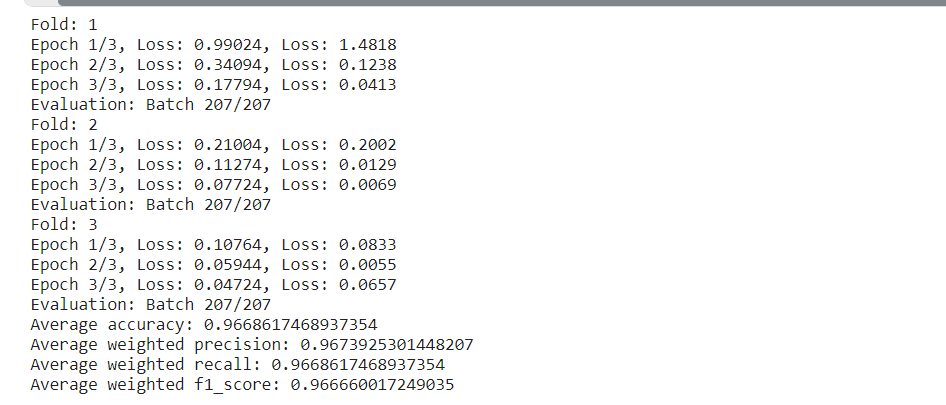 Fold: 1
Epoch 1/3, Loss: 0.99024, Loss: 1.4818
Epoch 2/3, Loss: 0.34094, Loss: 0.1238
Epoch 3/3, Loss: 0.17794, Loss: 0.0413
Evaluation: Batch 207/207
Fold: 2
Epoch 1/3, Loss: 0.21004, Loss: 0.2002
Epoch 2/3, Loss: 0.11274, Loss: 0.0129
Epoch 3/3, Loss: 0.07724, Loss: 0.0069
Evaluation: Batch 207/207
Fold: 3
Epoch 1/3, Loss: 0.10764, Loss: 0.0833
Epoch 2/3, Loss: 0.05944, Loss: 0.0055
Epoch 3/3, Loss: 0.04724, Loss: 0.0657
Evaluation: Batch 207/207
Average accuracy: 0.9668617468937354
Average weighted precision: 0.9673925301448207
Average weighted recall: 0.9668617468937354
Average weighted f1_score: 0.966660017249035